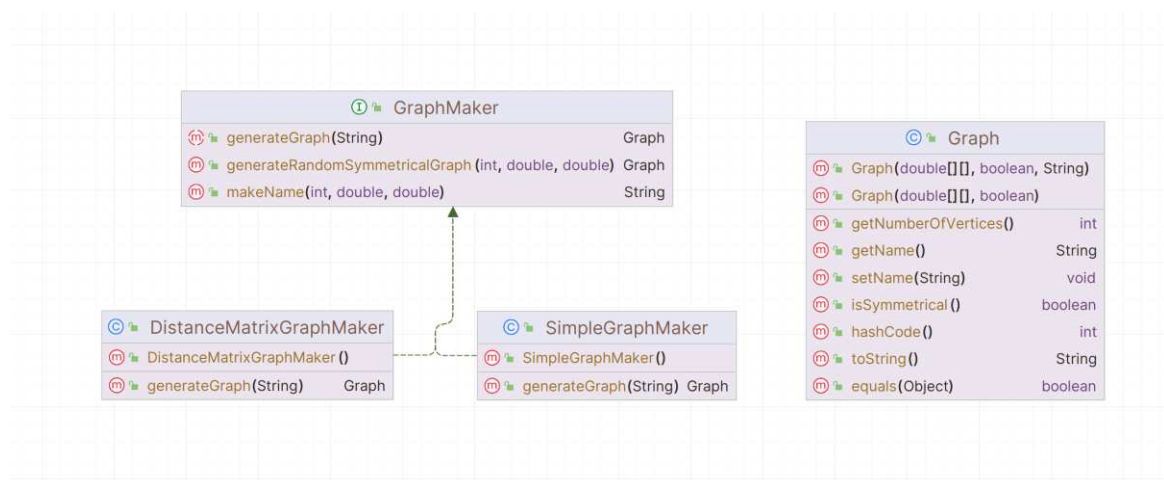 GraphMaker
generateGraph(String) Graph
generateRandomSymmetricalGraph(int, double, double) Graph
makeName(int, double, double) String
Graph
Graph(double[][], boolean, String)
Graph(double[][], boolean)
getNumberOfVertices() int
getName() String
setName(String) void
isSymmetrical() boolean
hashCode() int
toString() String
equals(Object) boolean
DistanceMatrixGraphMaker
DistanceMatrixGraphMaker()
generateGraph(String) Graph
SimpleGraphMaker
SimpleGraphMaker()
generateGraph(String) Graph